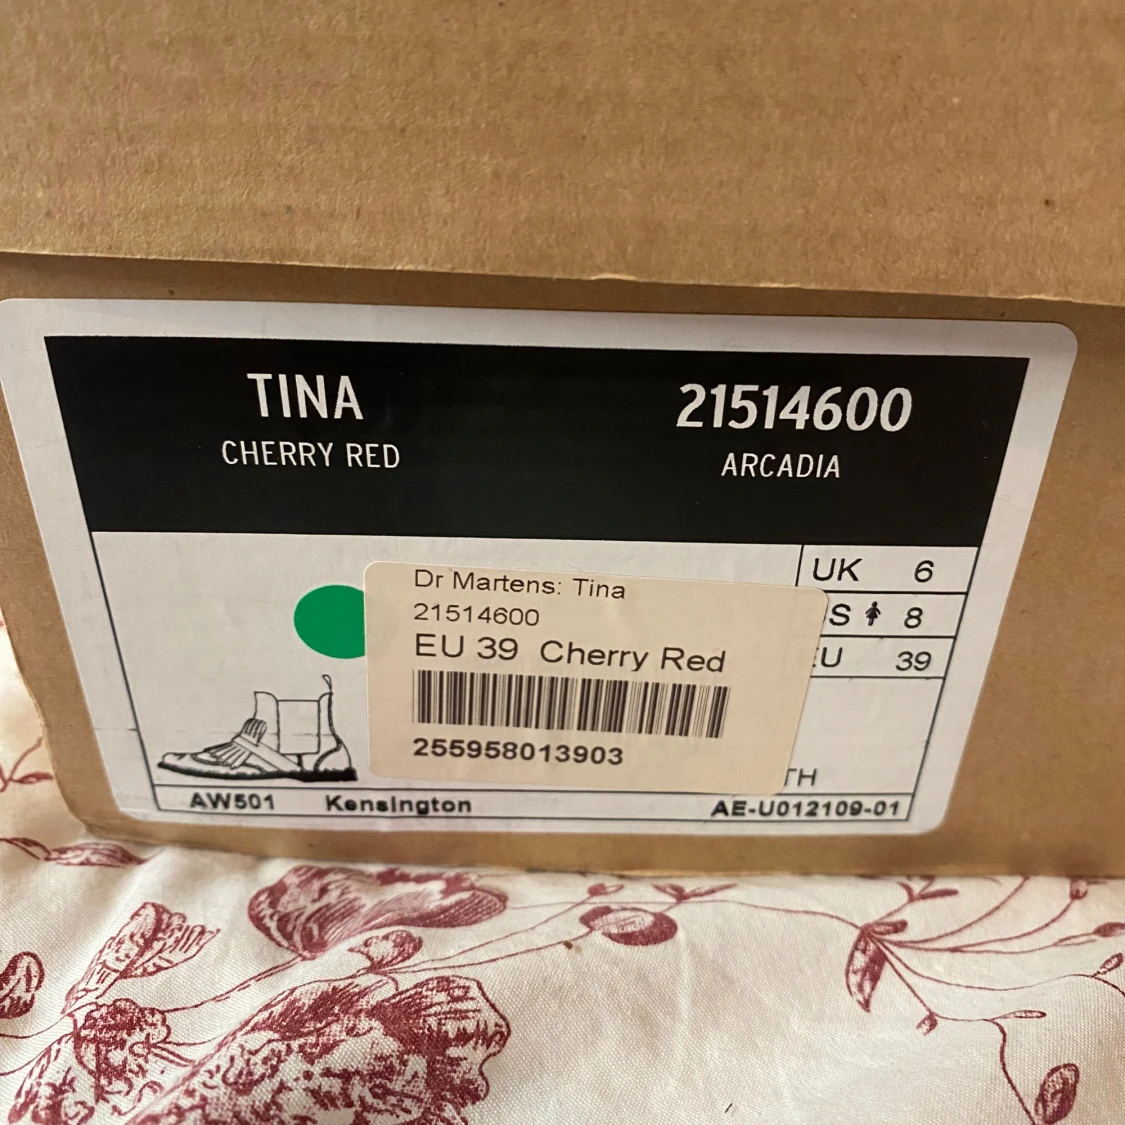 TINA
CHERRY RED
21514600
ARCADIA
UK 6
S 8
EU 39
Dr Martens: Tina
21514600
EU 39 Cherry Red
255958013903
TH
AW501 Kensington AE-U012109-01